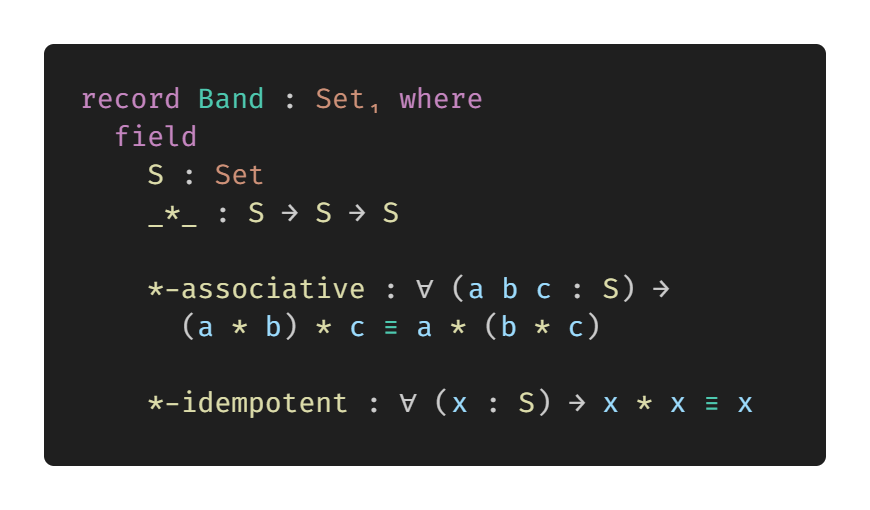 record Band : Set₁ where
field
S : Set
_*_ : S → S → S
*-associative : ∀ (a b c : S) →
(a * b) * c ≡ a * (b * c)
*-idempotent : ∀ (x : S) → x * x ≡ x